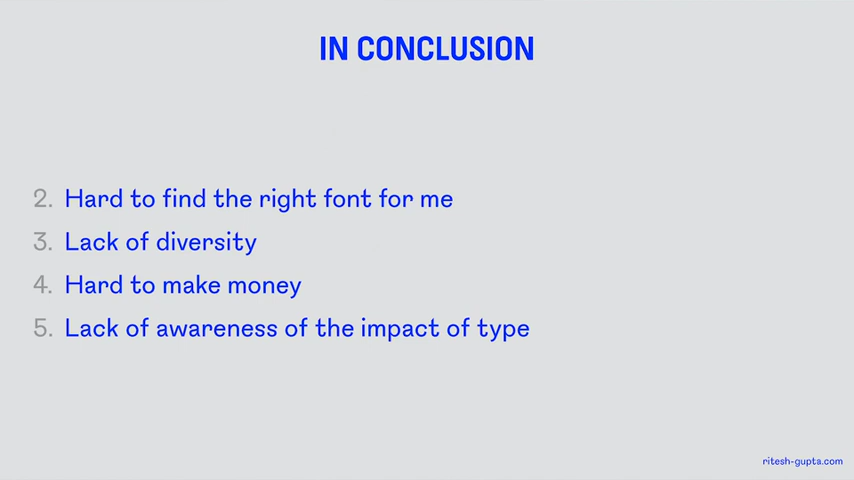 IN CONCLUSION
2. Hard to find the right font for me
3. Lack of diversity
4. Hard to make money
5. Lack of awareness of the impact of type
ritesh-gupta.com